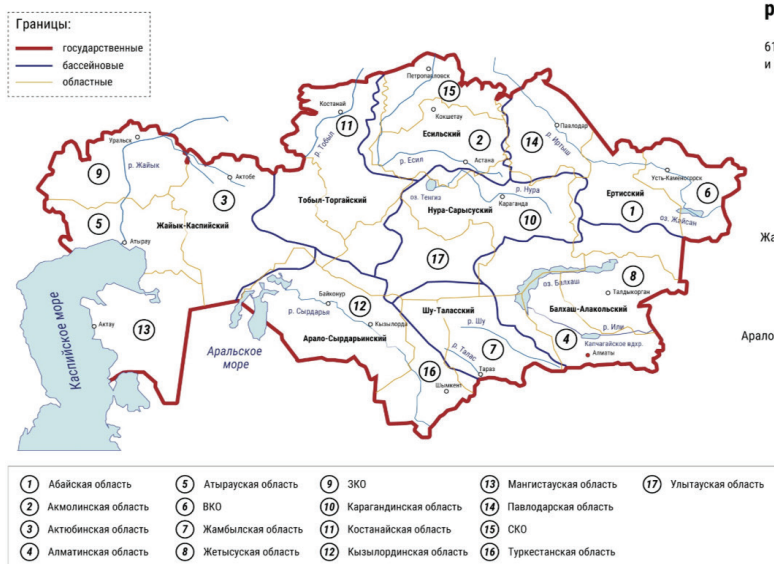 Границы:
государственные
бассейновые
областные
р
61
и
Петропавловск
15
Костанай
11
Кокшетау
Есильский
2
р. Тобыл
Павлодар
14
р. Иртыш
Уральск
9
р. Жайык
Актобе
3
р. Есил
Астана
Усть-Каменогорск
6
Тобыл-Торгайский
оз. Тенгиз
р. Нура
Караганда
Ертисский
1
5
Жайык-Каспийский
Нура-Сарысуский
10
оз. Жайсан
Атырау
Жа
17
8
оз. Балхаш
Талдыкорган
Байконур
12
р. Сырдарья
Кызылорда
Шу-Таласский
Балхаш-Алакольский
Каспийское море
Актау
13
р. Шу
р. Или
4
Капчагайское вдхр.
Арало
Аральское
море
Арало-Сырдарьинский
7
р. Талас
Алматы
16
Тараз
Шымкент
1 Абайская область
2 Акмолинская область
3 Актюбинская область
4 Алматинская область
5 Атырауская область
6 ВКО
7 Жамбылская область
8 Жетысуская область
9 ЗКО
10 Карагандинская область
11 Костанайская область
12 Кызылординская область
13 Мангистауская область
14 Павлодарская область
15 СКО
16 Туркестанская область
17 Улытауская область